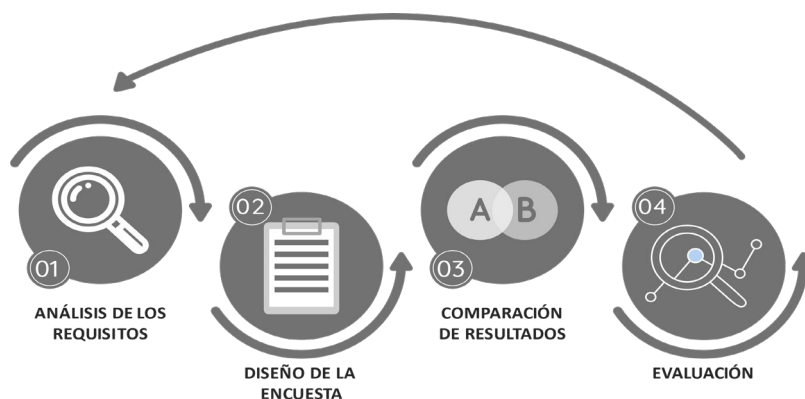 01
ANÁLISIS DE LOS
REQUISITOS
02
DISEÑO DE LA
ENCUESTA
A B
03
COMPARACIÓN
DE RESULTADOS
04
EVALUACIÓN